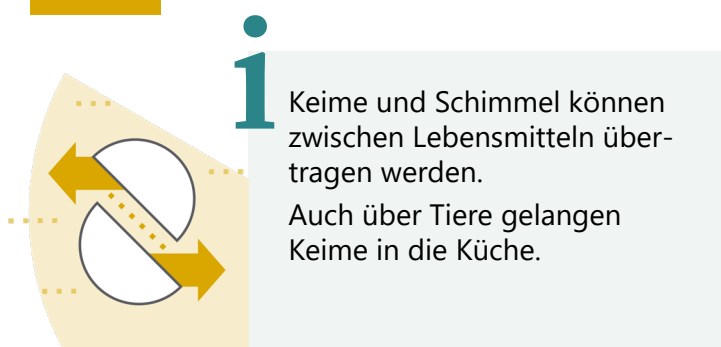 i
Keime und Schimmel können
zwischen Lebensmitteln über-
tragen werden.
Auch über Tiere gelangen
Keime in die Küche.